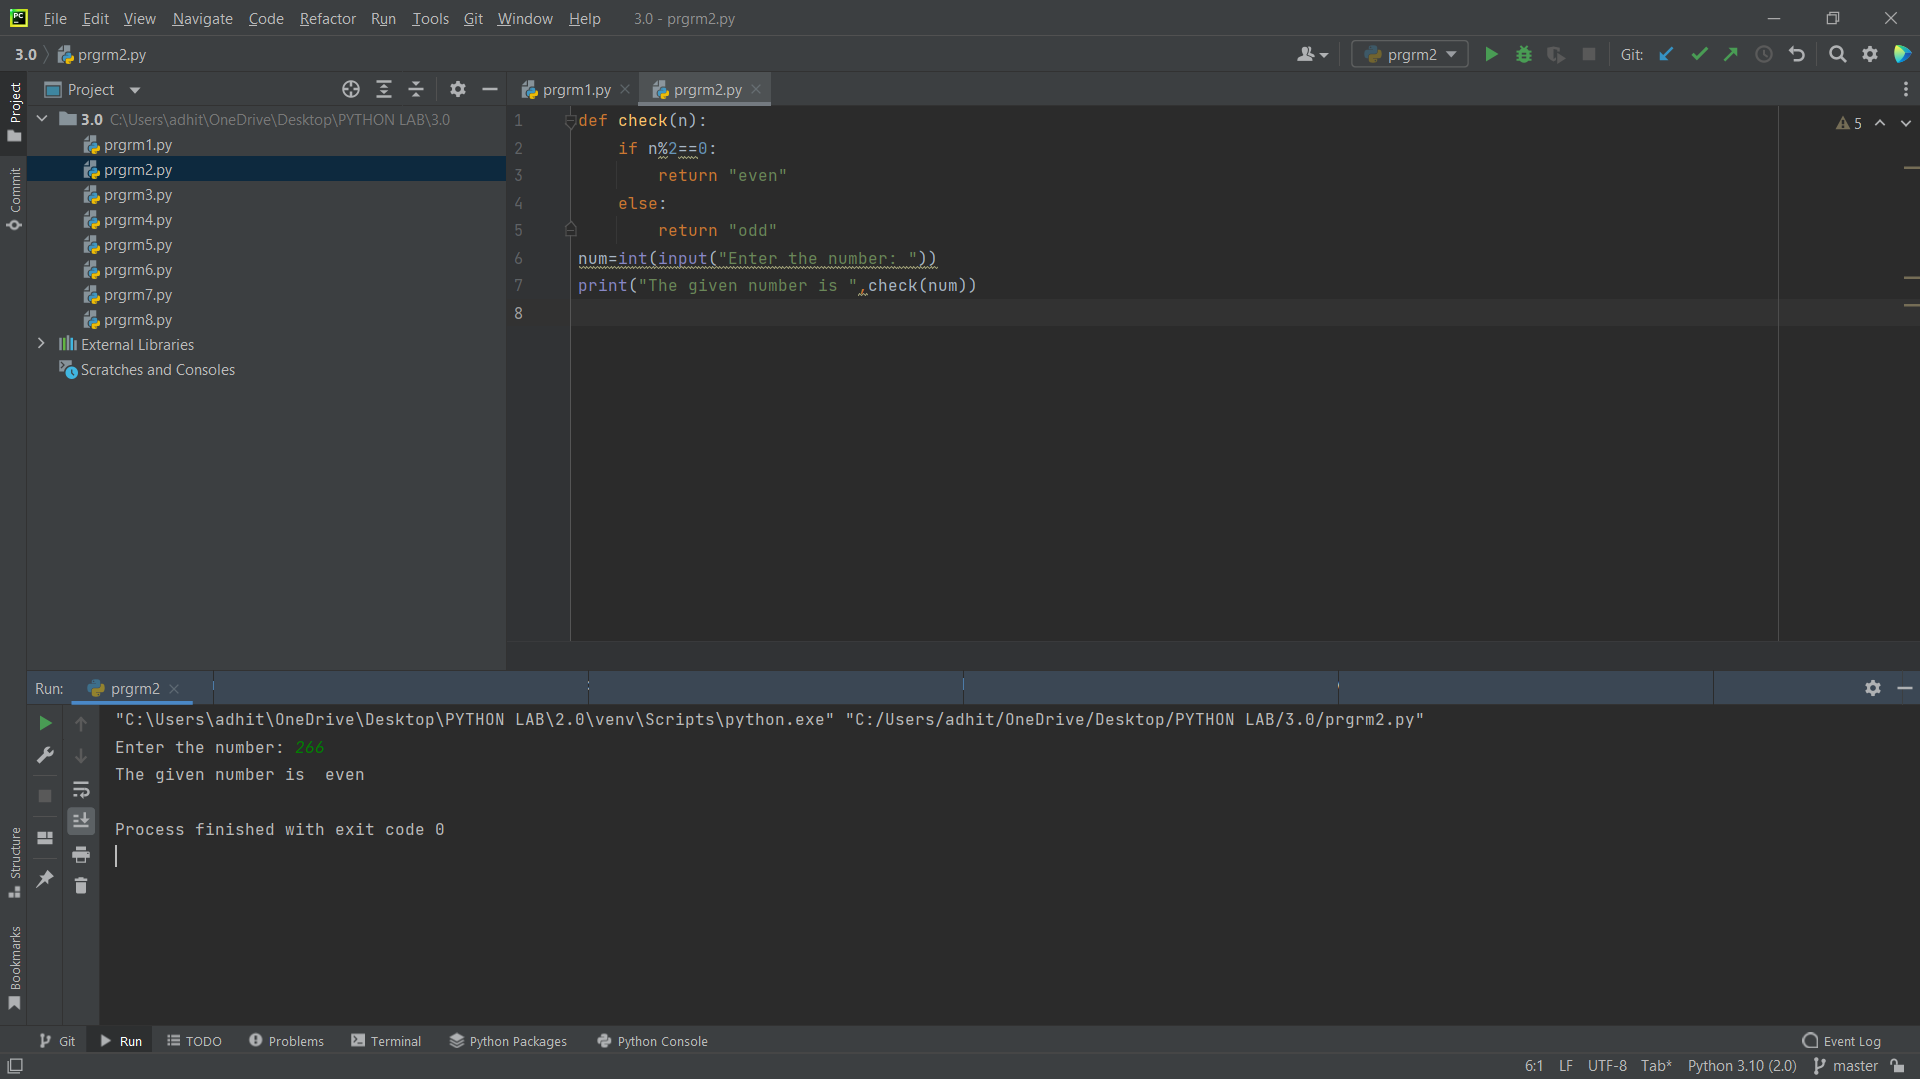 File Edit View Navigate Code Refactor Run Tools Git Window Help 3.0 - prgrm2.py
3.0 prgrm2.py
prgrm2
Git:
Project
prgrm1.py
prgrm2.py
3.0 C:\Users\adhit\OneDrive\Desktop\PYTHON LAB\3.0
prgrm1.py
prgrm2.py
prgrm3.py
prgrm4.py
prgrm5.py
prgrm6.py
prgrm7.py
prgrm8.py
External Libraries
Scratches and Consoles
Project
Commit
Structure
Bookmarks
1 def check(n):
2 if n%2==0:
3 return "even"
4 else:
5 return "odd"
6 num=int(input("Enter the number: "))
7 print("The given number is ",check(num))
8
5
Run: prgrm2
"C:\Users\adhit\OneDrive\Desktop\PYTHON LAB\2.0\venv\Scripts\python.exe" "C:/Users/adhit/OneDrive/Desktop/PYTHON LAB/3.0/prgrm2.py"
Enter the number: 266
The given number is  even
Process finished with exit code 0
Git Run TODO Problems Terminal Python Packages Python Console Event Log
6:1 LF UTF-8 Tab* Python 3.10 (2.0) master